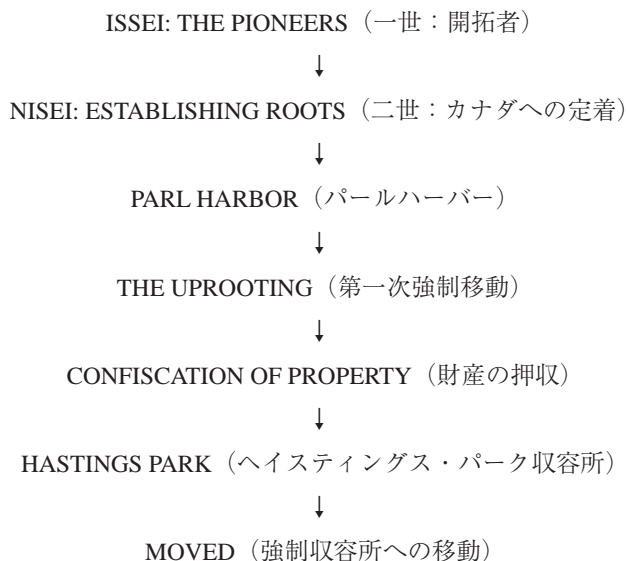 ISSEI: THE PIONEERS（一世：開拓者）
↓
NISEI: ESTABLISHING ROOTS（二世：カナダへの定着）
↓
PARL HARBOR（パールハーバー）
↓
THE UPROOTING（第一次強制移動）
↓
CONFISCATION OF PROPERTY（財産の押収）
↓
HASTINGS PARK（ヘイスティングス・パーク収容所）
↓
MOVED（強制収容所への移動）